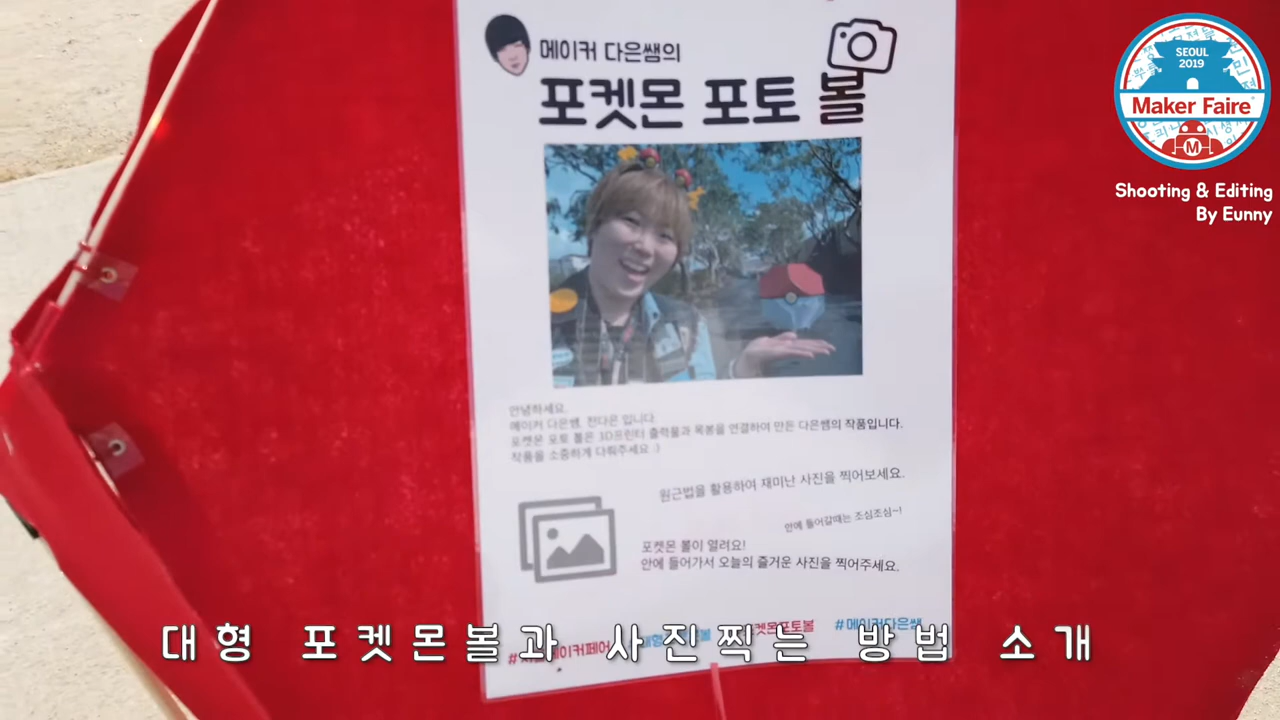 메이커 다은쌤의
포켓몬 포토 볼
SEOUL
2019
Maker Faire
M
Shooting & Editing
By Eunny
안녕하세요.
메이커 다은쌤, 전다은 입니다.
포켓몬 포토 볼은 3D프린터 출력물과 목봉을 연결하여 만든 다은쌤의 작품입니다.
작품을 소중하게 다뤄주세요 :)
원근법을 활용하여 재미난 사진을 찍어보세요.
안에 들어갈때는 조심조심~!
포켓몬 볼이 열려요!
안에 들어가서 오늘의 즐거운 사진을 찍어주세요.
#메이커다은쌤
대형 포켓몬볼과 사진찍는 방법 소개